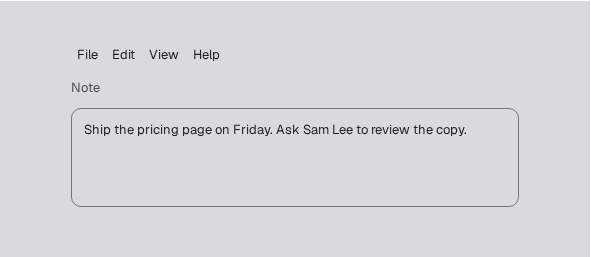 File Edit View Help
Note
Ship the pricing page on Friday. Ask Sam Lee to review the copy.